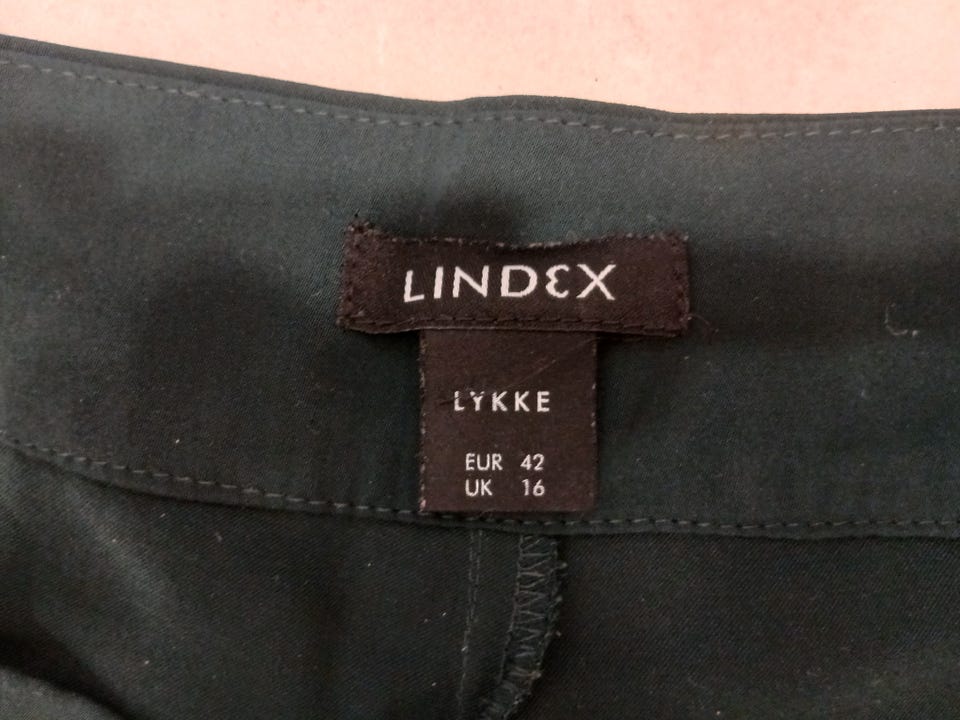 LINDEX
LYKKE
EUR 42
UK 16